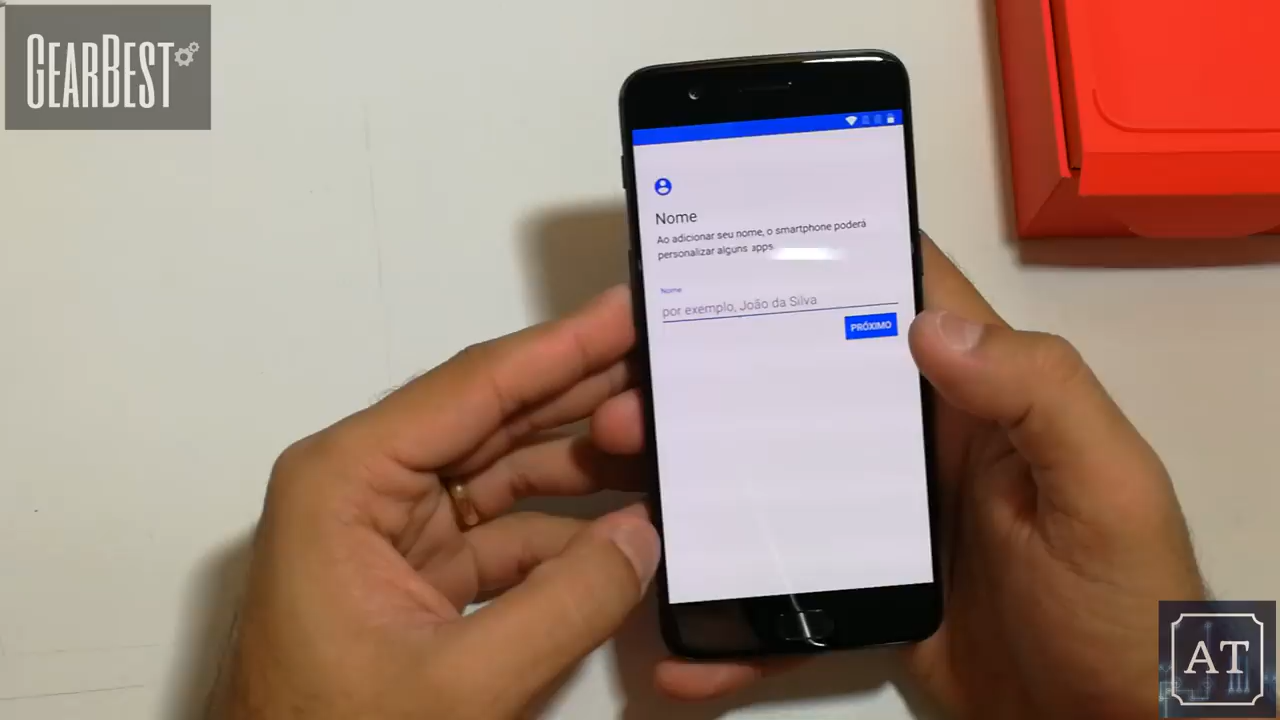 GEARBEST
Nome
Ao adicionar seu nome, o smartphone poderá
personalizar alguns apps.
Nome
por exemplo, João da Silva
PRÓXIMO
AT